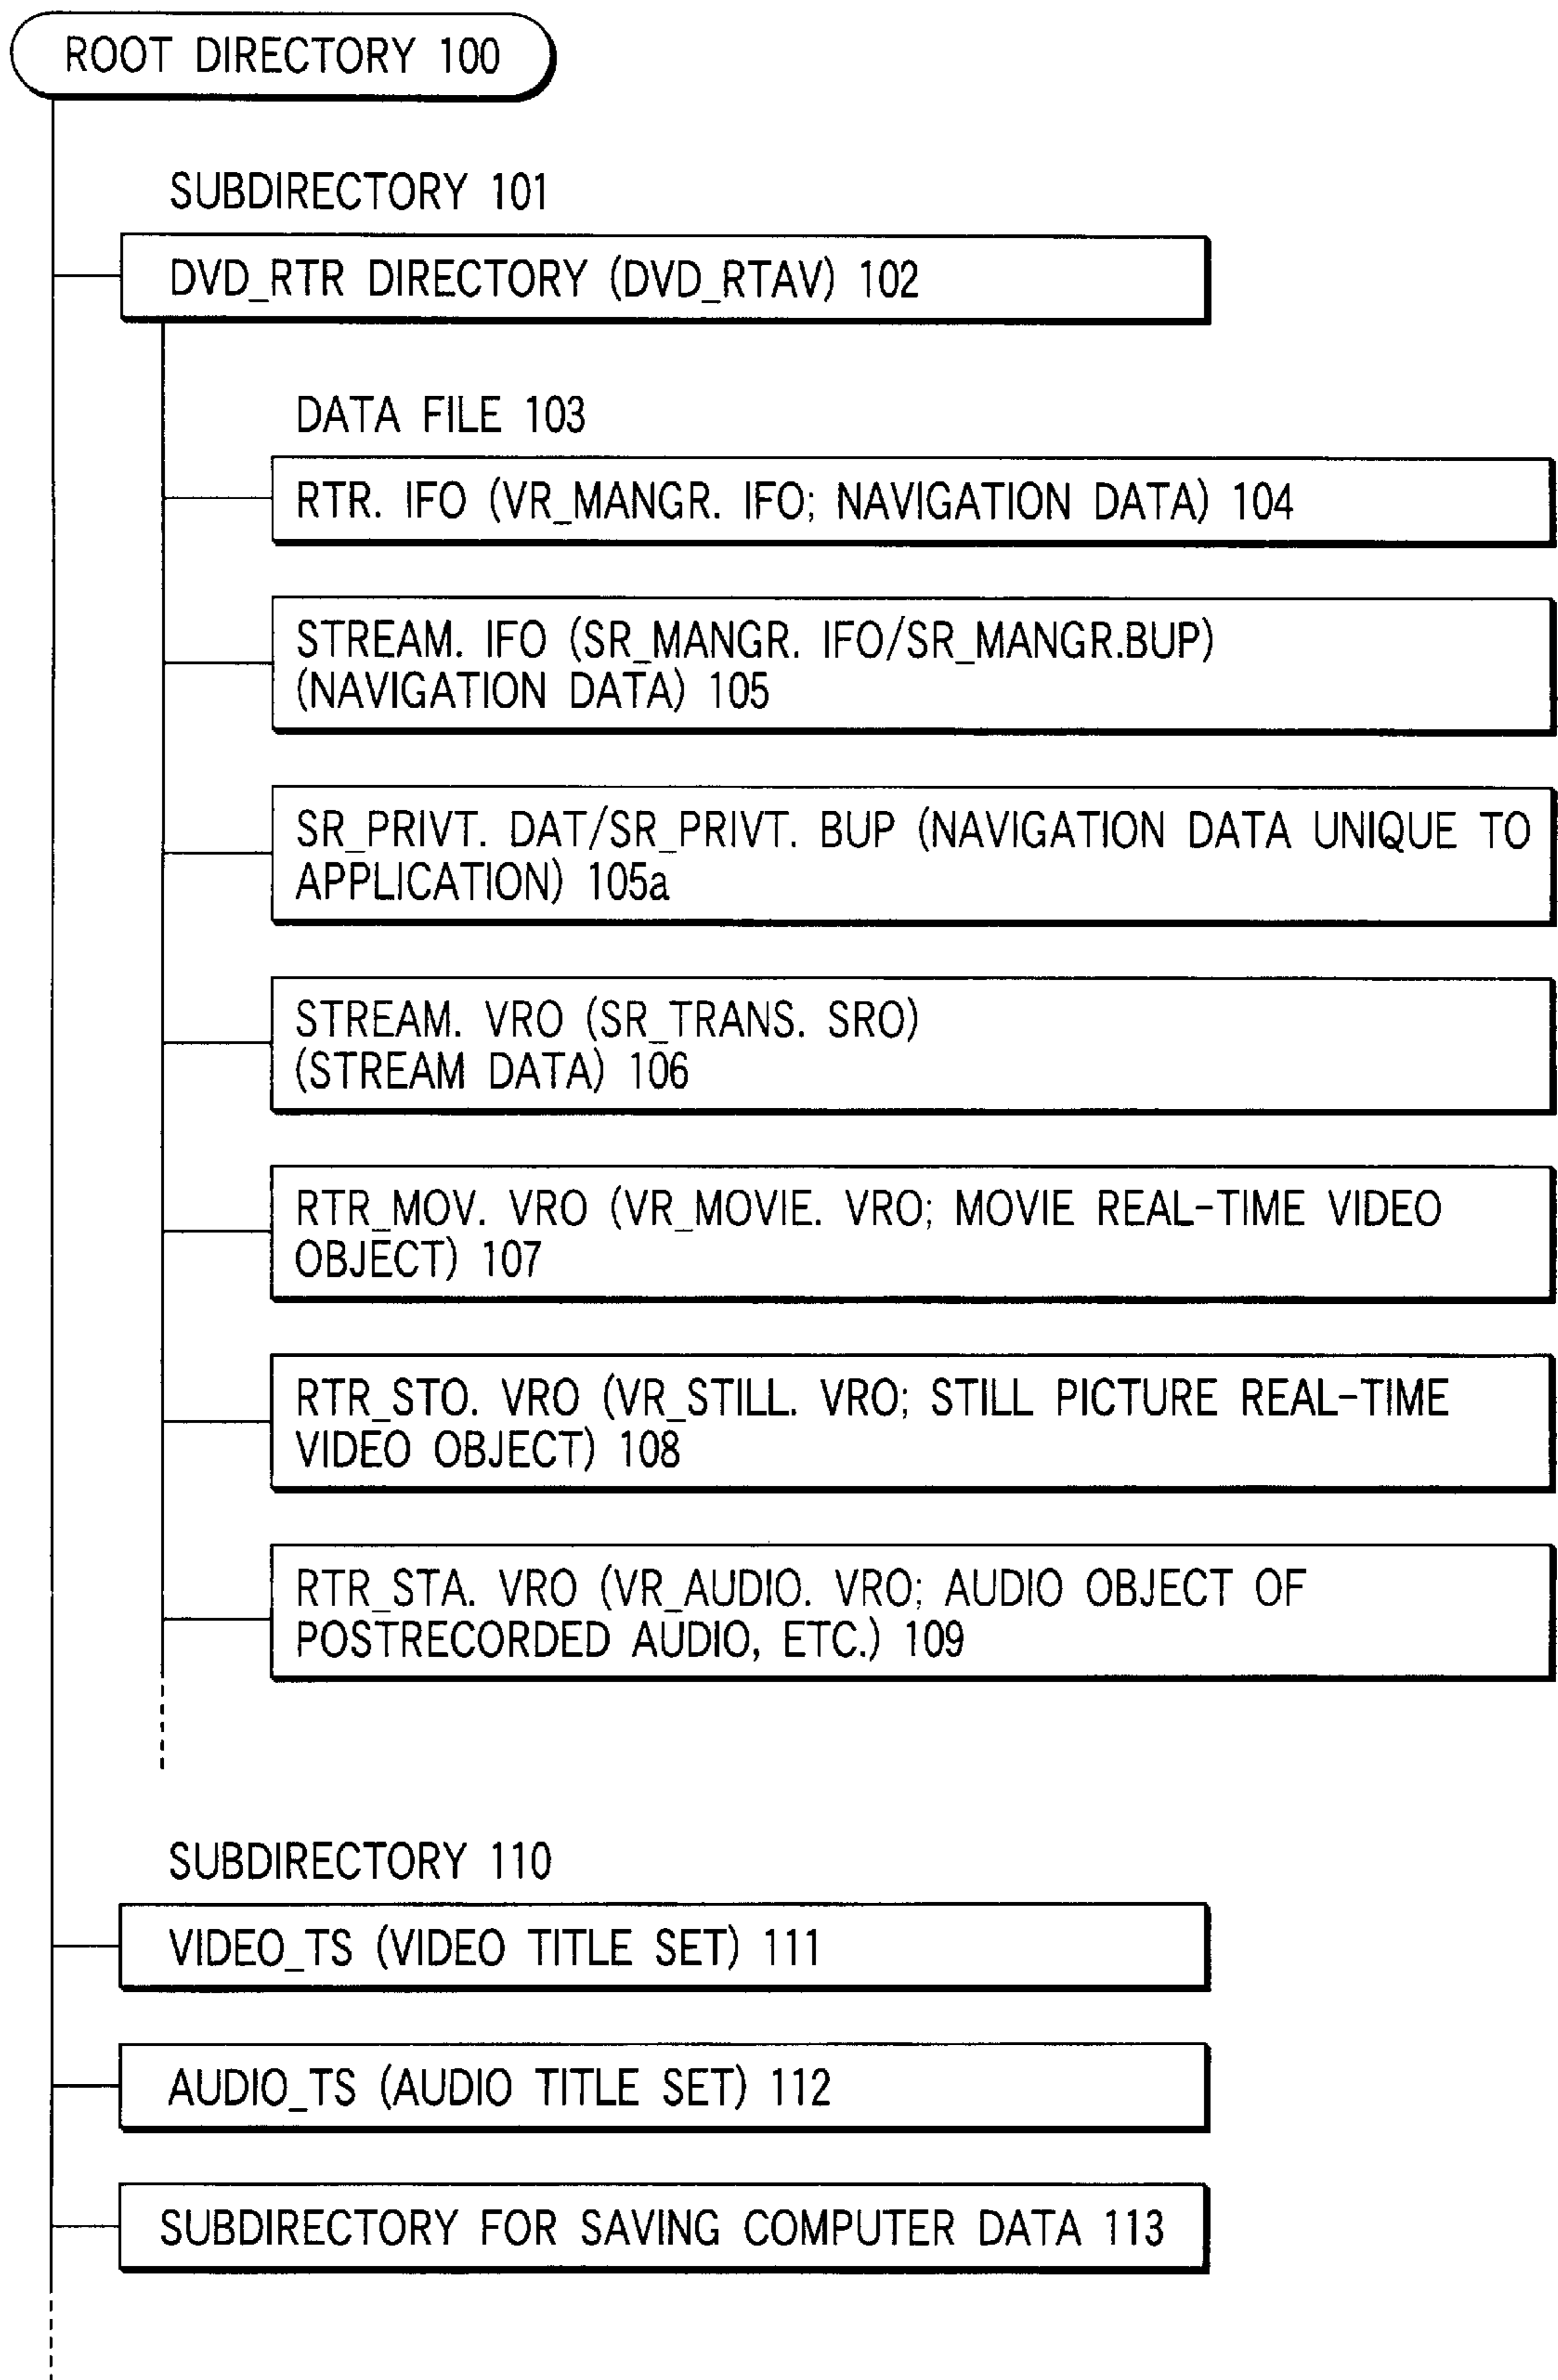 ROOT DIRECTORY 100
SUBDIRECTORY 101
DVD_RTR DIRECTORY (DVD_RTAV) 102
DATA FILE 103
RTR. IFO (VR_MANGR. IFO; NAVIGATION DATA) 104
STREAM. IFO (SR_MANGR. IFO/SR_MANGR.BUP)
(NAVIGATION DATA) 105
SR_PRIVT. DAT/SR_PRIVT. BUP (NAVIGATION DATA UNIQUE TO
APPLICATION) 105a
STREAM. VRO (SR_TRANS. SRO)
(STREAM DATA) 106
RTR_MOV. VRO (VR_MOVIE. VRO; MOVIE REAL-TIME VIDEO
OBJECT) 107
RTR_STO. VRO (VR_STILL. VRO; STILL PICTURE REAL-TIME
VIDEO OBJECT) 108
RTR_STA. VRO (VR_AUDIO. VRO; AUDIO OBJECT OF
POSTRECORDED AUDIO, ETC.) 109
SUBDIRECTORY 110
VIDEO_TS (VIDEO TITLE SET) 111
AUDIO_TS (AUDIO TITLE SET) 112
SUBDIRECTORY FOR SAVING COMPUTER DATA 113